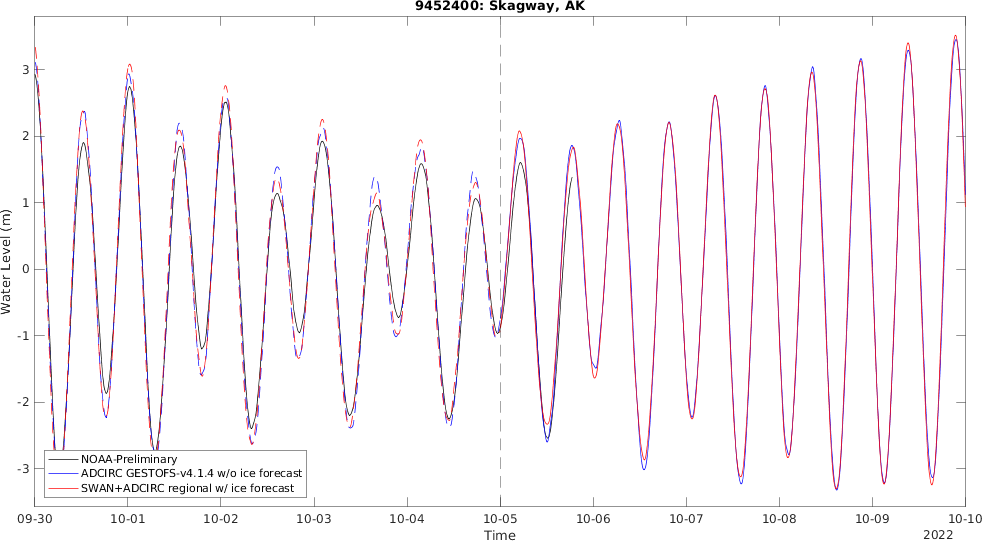 9452400: Skagway, AK
3
2
1
0
-1
-2
-3
Water Level (m)
NOAA-Preliminary
ADCIRC GESTOFS-v4.1.4 w/o ice forecast
SWAN+ADCIRC regional w/ ice forecast
09-30 10-01 10-02 10-03 10-04 10-05 10-06 10-07 10-08 10-09 10-10
Time
2022